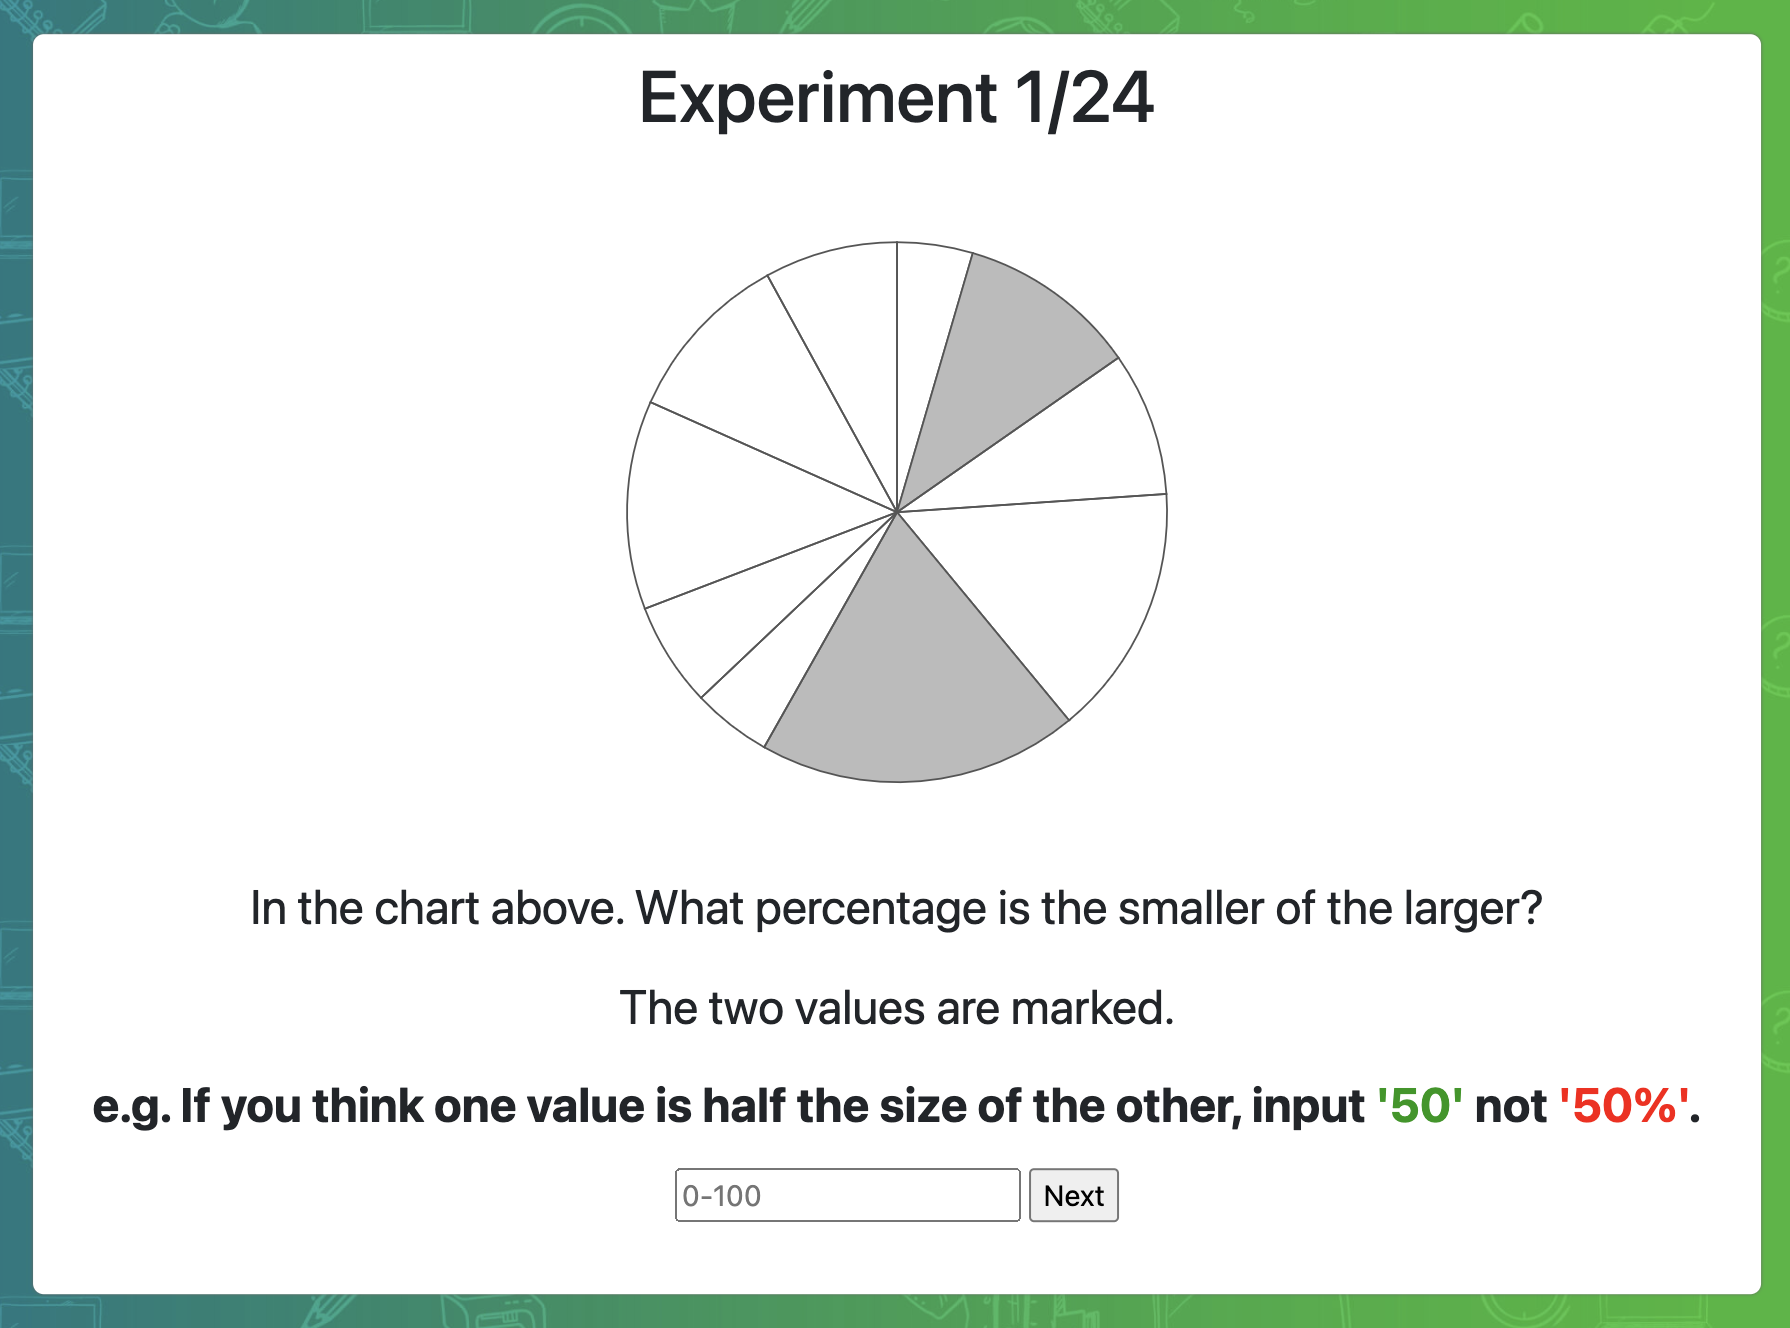 Experiment 1/24
In the chart above. What percentage is the smaller of the larger?
The two values are marked.
e.g. If you think one value is half the size of the other, input '50' not '50%'.
0-100 Next